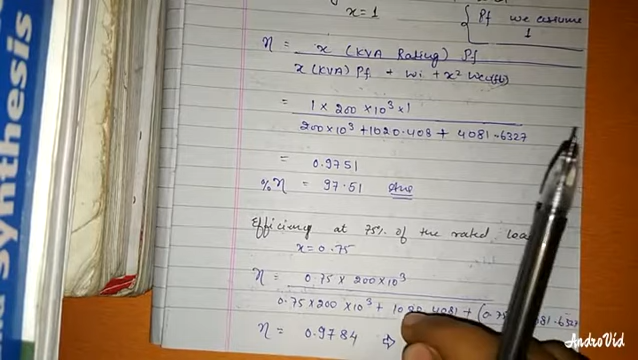 x = 1
Pf we assume
1
η = x (KVA Rating) Pf
x (KVA) Pf + Wi + x² Wcu(fl)
= 1 × 200 × 10³ × 1
200 × 10³ + 1020.408 + 4081.6327
= 0.9751
% η = 97.51 Ans
Efficiency at 75% of the rated
x = 0.75
η = 0.75 × 200 × 10³
0.75 × 200 × 10³ + 1020.4081 +
η = 0.9784 ⇒
ynthesis
AndroVid